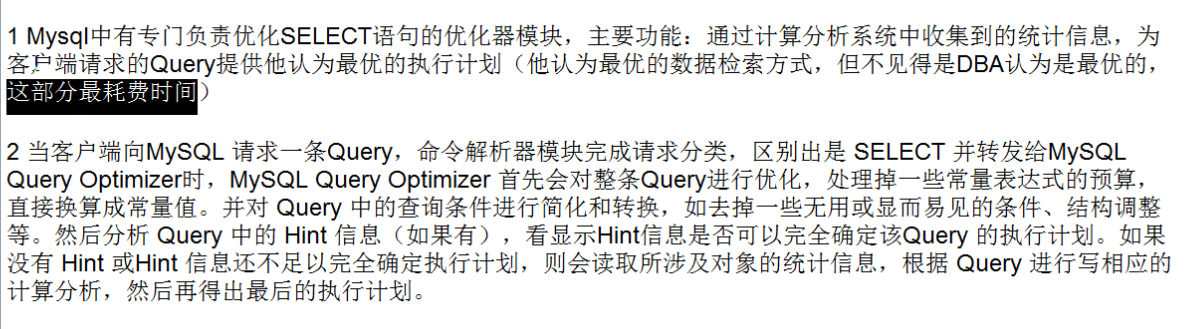 1 Mysql中有专门负责优化SELECT语句的优化器模块，主要功能：通过计算分析系统中收集到的统计信息，为
客户端请求的Query提供他认为最优的执行计划（他认为最优的数据检索方式，但不见得是DBA认为是最优的，
这部分最耗费时间）
2 当客户端向MySQL 请求一条Query，命令解析器模块完成请求分类，区别出是 SELECT 并转发给MySQL
Query Optimizer时，MySQL Query Optimizer 首先会对整条Query进行优化，处理掉一些常量表达式的预算，
直接换算成常量值。并对 Query 中的查询条件进行简化和转换，如去掉一些无用或显而易见的条件、结构调整
等。然后分析 Query 中的 Hint 信息（如果有），看显示Hint信息是否可以完全确定该Query 的执行计划。如果
没有 Hint 或Hint 信息还不足以完全确定执行计划，则会读取所涉及对象的统计信息，根据 Query 进行写相应的
计算分析，然后再得出最后的执行计划。